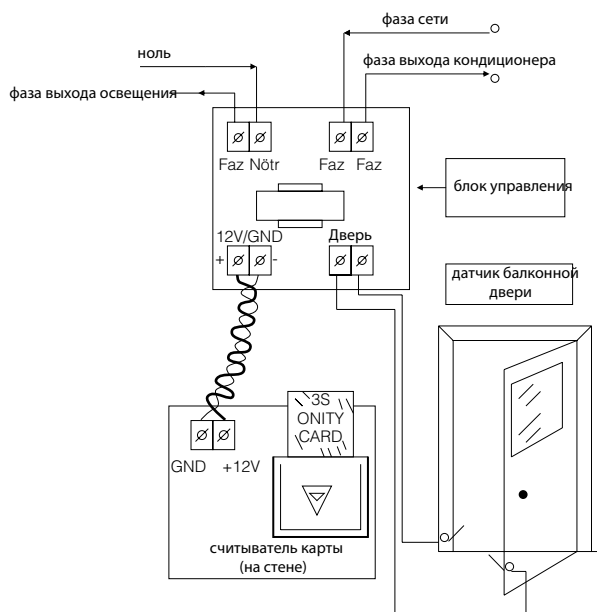 фаза сети
ноль
фаза выхода кондиционера
фаза выхода освещения
Faz Nötr
Faz Faz
блок управления
12V/GND
Дверь
+ -
датчик балконной
двери
3S
ONITY
CARD
GND +12V
считыватель карты
(на стене)